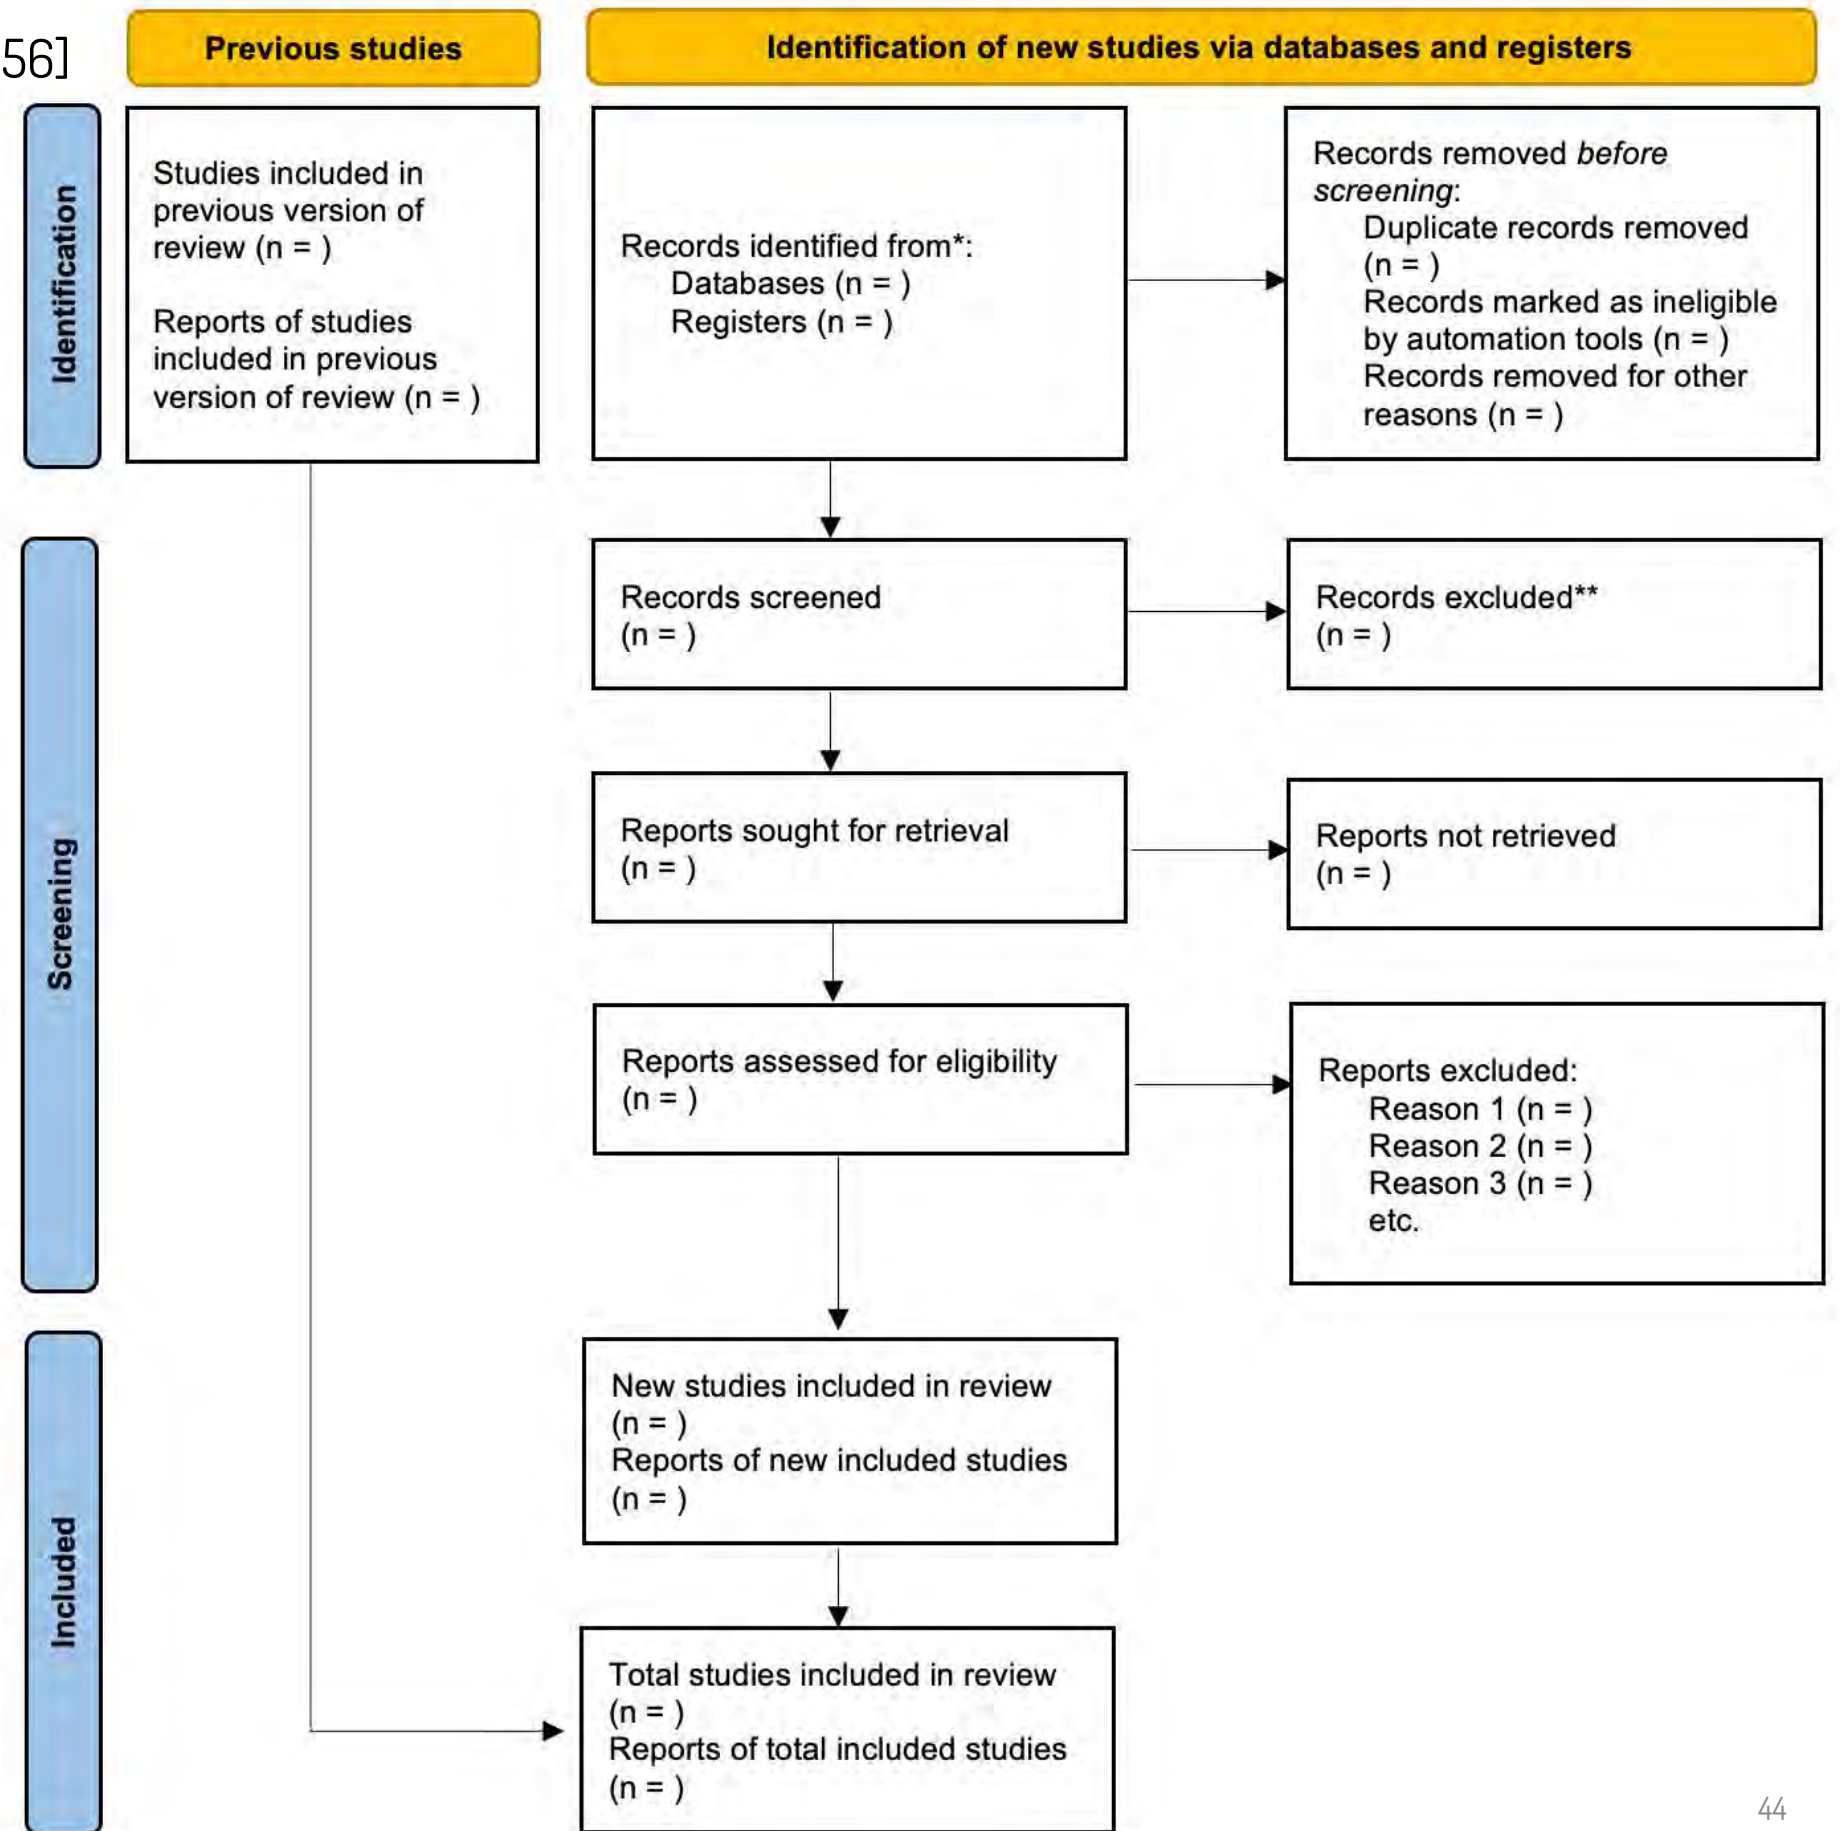 56]
Previous studies
Identification of new studies via databases and registers
Identification
Studies included in
previous version of
review (n = )
Reports of studies
included in previous
version of review (n = )
Records identified from*:
Databases (n = )
Registers (n = )
Records removed before
screening:
Duplicate records removed
(n = )
Records marked as ineligible
by automation tools (n = )
Records removed for other
reasons (n = )
Screening
Records screened
(n = )
Records excluded**
(n = )
Reports sought for retrieval
(n = )
Reports not retrieved
(n = )
Reports assessed for eligibility
(n = )
Reports excluded:
Reason 1 (n = )
Reason 2 (n = )
Reason 3 (n = )
etc.
Included
New studies included in review
(n = )
Reports of new included studies
(n = )
Total studies included in review
(n = )
Reports of total included studies
(n = )
44